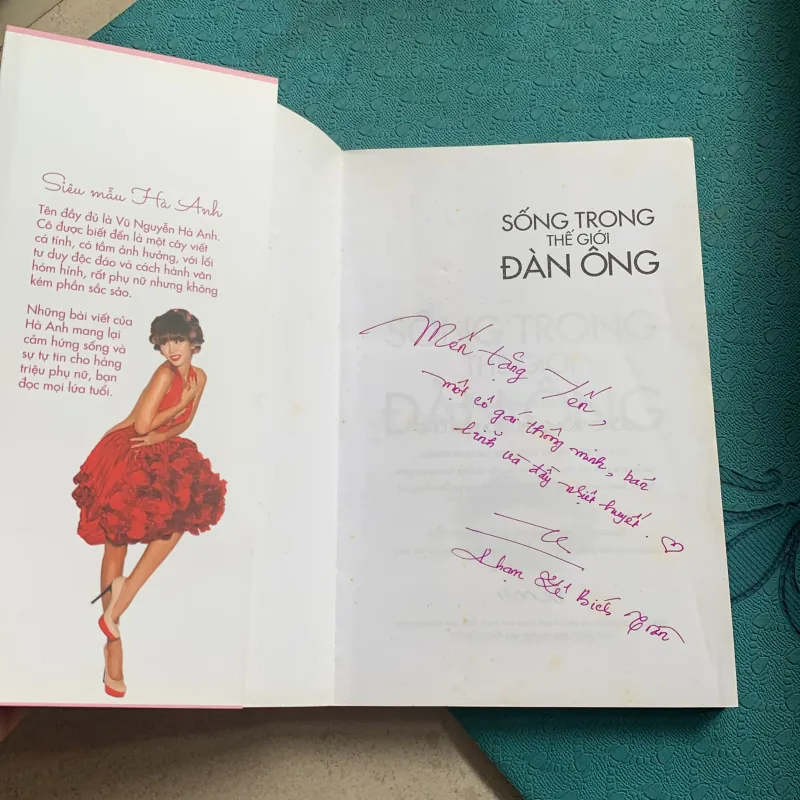 Siêu mẫu Hà Anh
Tên đầy đủ là Vũ Nguyễn Hà Anh.
Cô được biết đến là một cây viết
cá tính, có tầm ảnh hưởng, với lối
tư duy độc đáo và cách hành văn
hóm hỉnh, rất phụ nữ nhưng không
kém phần sắc sảo.
Những bài viết của
Hà Anh mang lại
cảm hứng sống và
sự tự tin cho hàng
triệu phụ nữ, bạn
đọc mọi lứa tuổi.
SỐNG TRONG
THẾ GIỚI
ĐÀN ÔNG
Mến tặng Yến,
một cô gái thông minh, bản
lĩnh và đầy nhiệt huyết.
Phạm Lê Bích